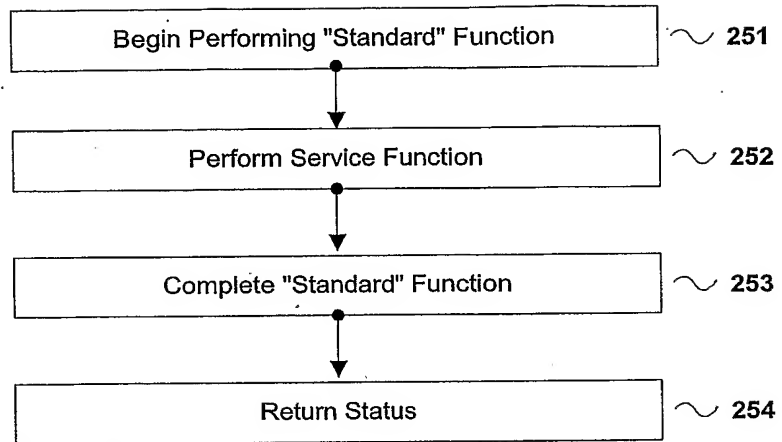 Begin Performing "Standard" Function 251
Perform Service Function 252
Complete "Standard" Function 253
Return Status 254